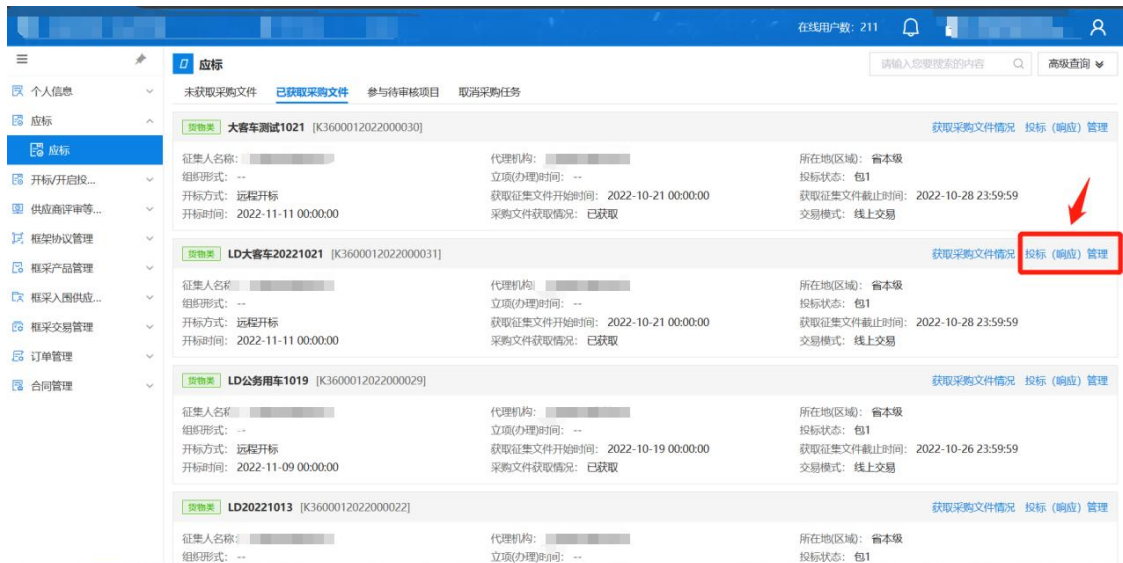 在线用户数：211
应标
请输入您要搜索的内容
高级查询
个人信息
应标
应标
开标/开启投...
供应商评审等...
框架协议管理
框采产品管理
框采入围供应...
框采交易管理
订单管理
合同管理
未获取采购文件 已获取采购文件 参与待审核项目 取消采购任务
货物类 大客车测试1021 [K3600012022000030] 获取采购文件情况 投标（响应）管理
征集人名称： 代理机构： 所在地(区域)： 省本级
组织形式： -- 立项(办理)时间： -- 投标状态： 包1
开标方式： 远程开标 获取征集文件开始时间： 2022-10-21 00:00:00 获取征集文件截止时间： 2022-10-28 23:59:59
开标时间： 2022-11-11 00:00:00 采购文件获取情况： 已获取 交易模式： 线上交易
货物类 LD大客车20221021 [K3600012022000031] 获取采购文件情况 投标（响应）管理
征集人名 代理机构 所在地(区域)： 省本级
组织形式： -- 立项(办理)时间： -- 投标状态： 包1
开标方式： 远程开标 获取征集文件开始时间： 2022-10-21 00:00:00 获取征集文件截止时间： 2022-10-28 23:59:59
开标时间： 2022-11-11 00:00:00 采购文件获取情况： 已获取 交易模式： 线上交易
货物类 LD公务用车1019 [K3600012022000029] 获取采购文件情况 投标（响应）管理
征集人名 代理机构： 所在地(区域)： 省本级
组织形式： -- 立项(办理)时间： -- 投标状态： 包1
开标方式： 远程开标 获取征集文件开始时间： 2022-10-19 00:00:00 获取征集文件截止时间： 2022-10-26 23:59:59
开标时间： 2022-11-09 00:00:00 采购文件获取情况： 已获取 交易模式： 线上交易
货物类 LD20221013 [K3600012022000022] 获取采购文件情况 投标（响应）管理
征集人名称： 代理机构： 所在地(区域)： 省本级
组织形式： -- 立项(办理)时间： -- 投标状态： 包1